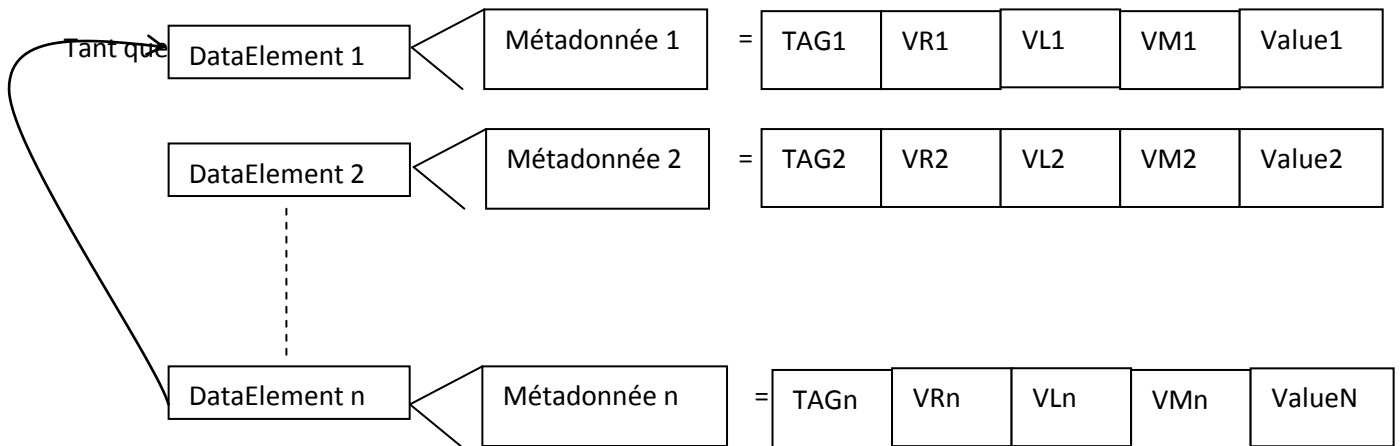 Tant que
DataElement 1 Métadonnée 1 = TAG1 VR1 VL1 VM1 Value1
DataElement 2 Métadonnée 2 = TAG2 VR2 VL2 VM2 Value2
DataElement n Métadonnée n = TAGn VRn VLn VMn ValueN